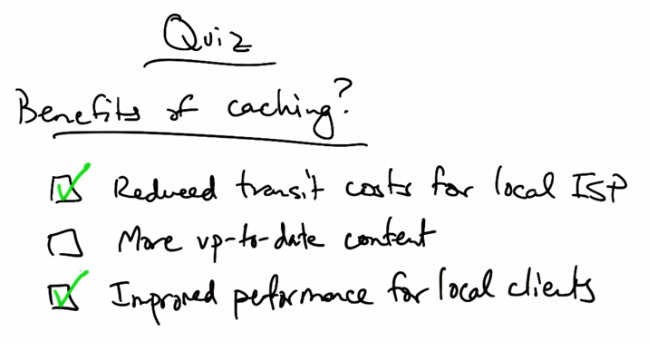 Quiz
Benefits of caching?
Reduced transit costs for local ISP
More up-to-date content
Improved performance for local clients